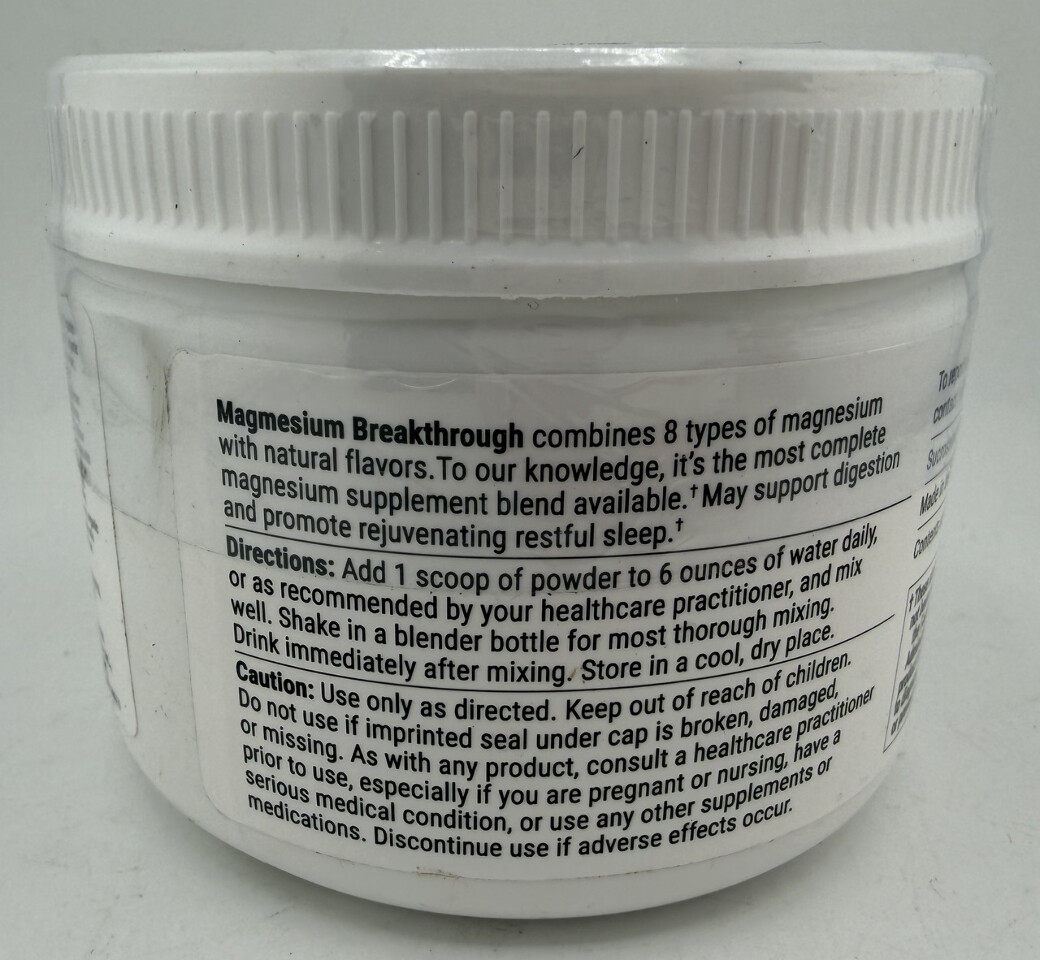 Magmesium Breakthrough combines 8 types of magnesium
with natural flavors.To our knowledge, it's the most complete
magnesium supplement blend available.† May support digestion
and promote rejuvenating restful sleep.†
Directions: Add 1 scoop of powder to 6 ounces of water daily,
or as recommended by your healthcare practitioner, and mix
well. Shake in a blender bottle for most thorough mixing.
Drink immediately after mixing. Store in a cool, dry place.
Caution: Use only as directed. Keep out of reach of children.
Do not use if imprinted seal under cap is broken, damaged,
or missing. As with any product, consult a healthcare practitioner
prior to use, especially if you are pregnant or nursing, have a
serious medical condition, or use any other supplements or
medications. Discontinue use if adverse effects occur.
To
Made